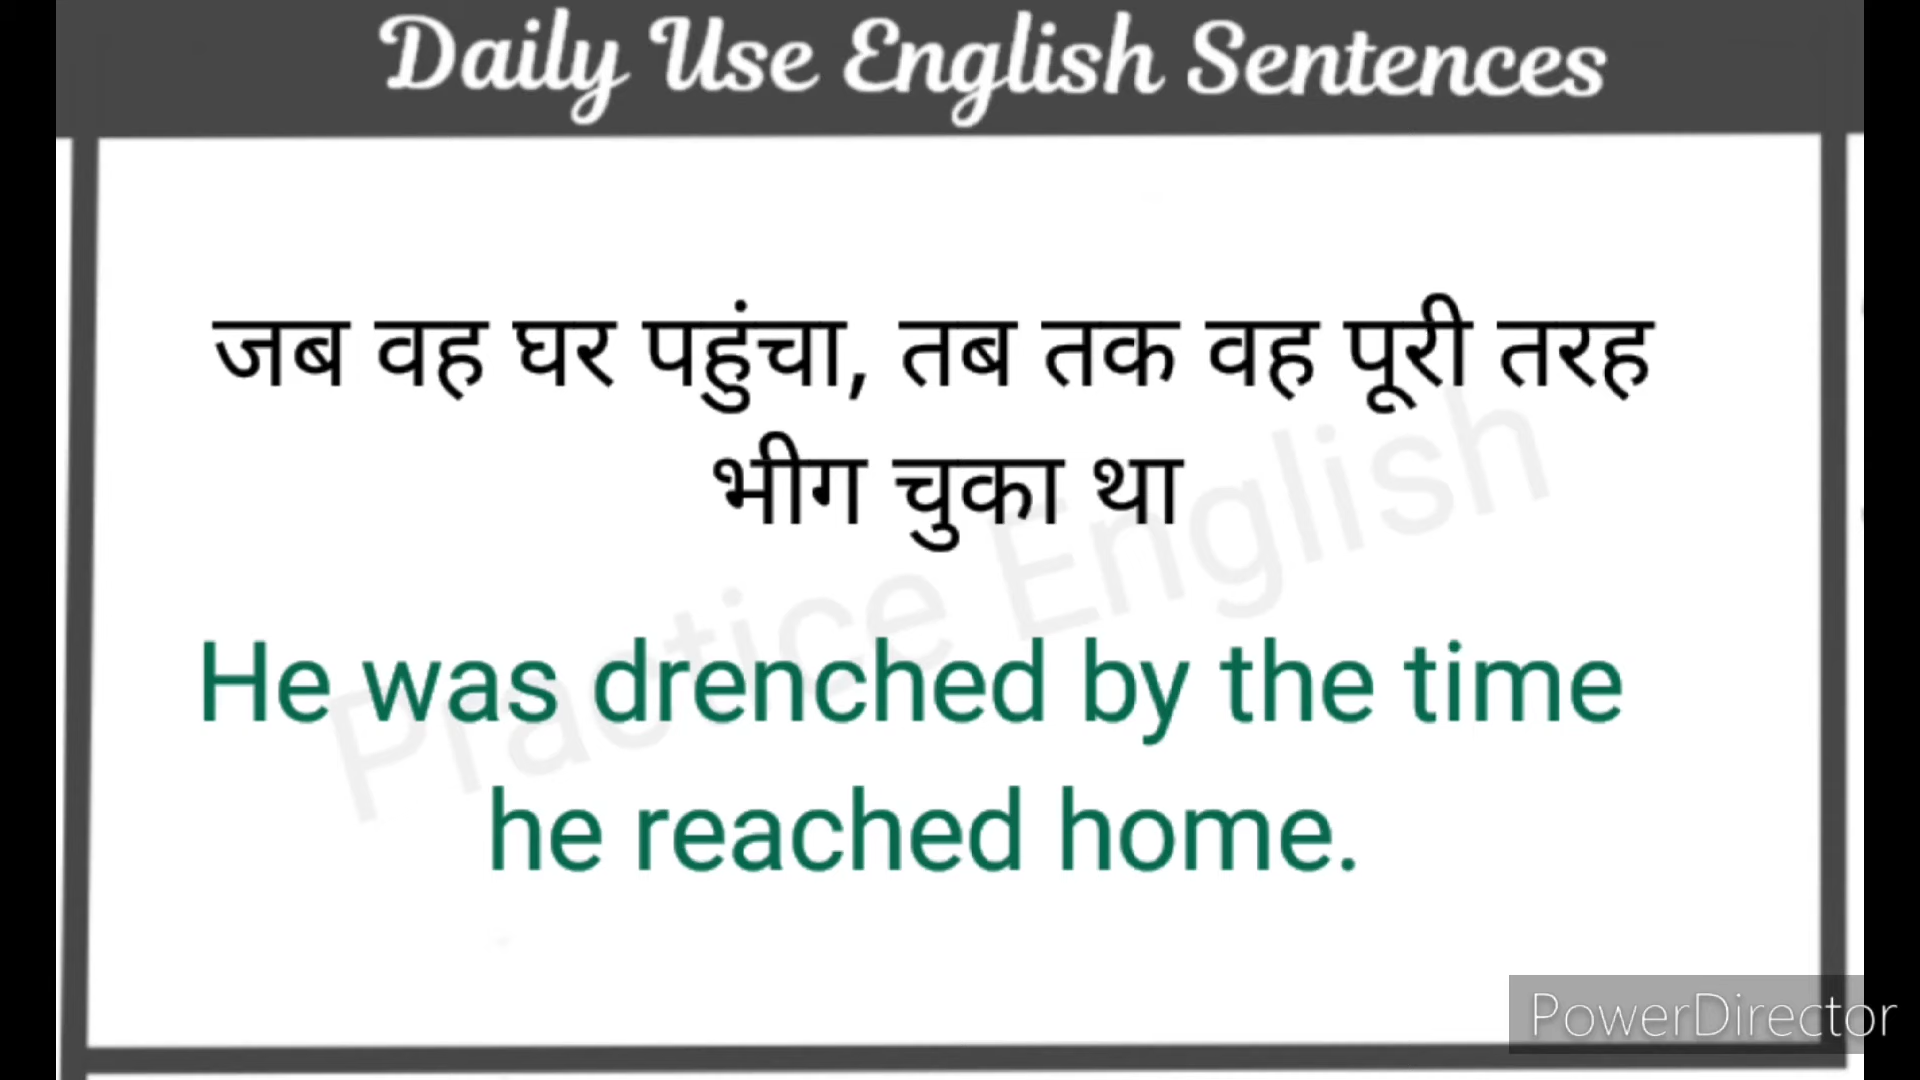 Daily Use English Sentences
जब वह घर पहुंचा, तब तक वह पूरी तरह
भीग चुका था
Practice English
He was drenched by the time
he reached home.
PowerDirector